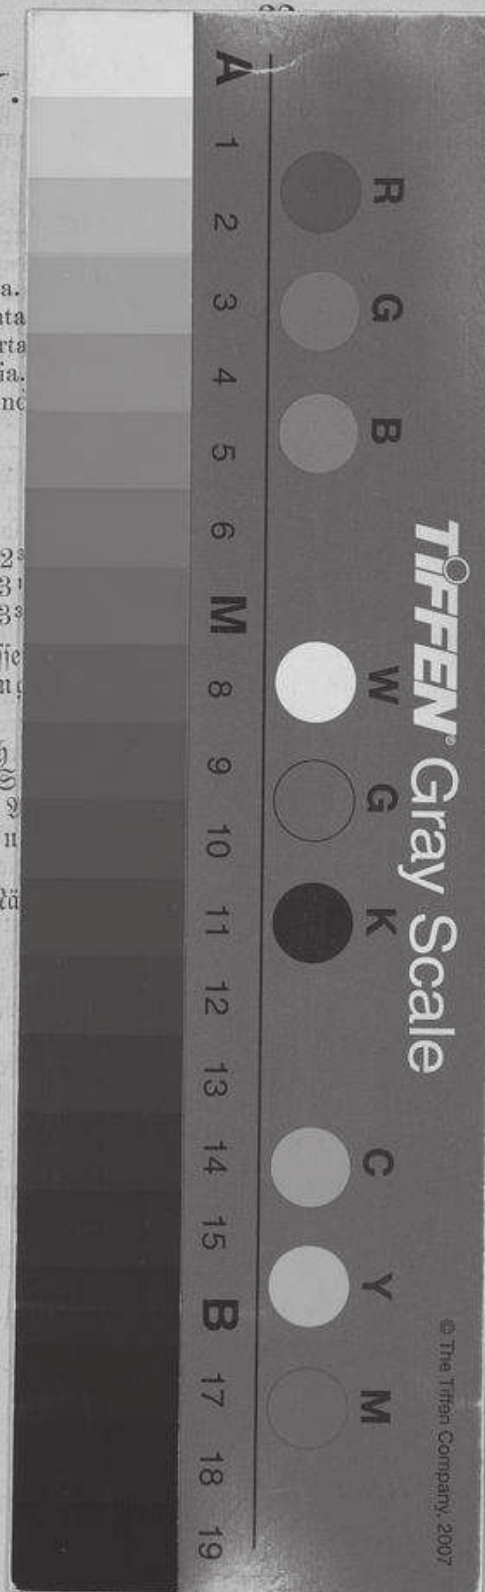 TIFFEN® Gray Scale
© The Tiffen Company, 2007
R G B W G K C Y M
A 1 2 3 4 5 6 M 8 9 10 11 12 13 14 15 B 17 18 19